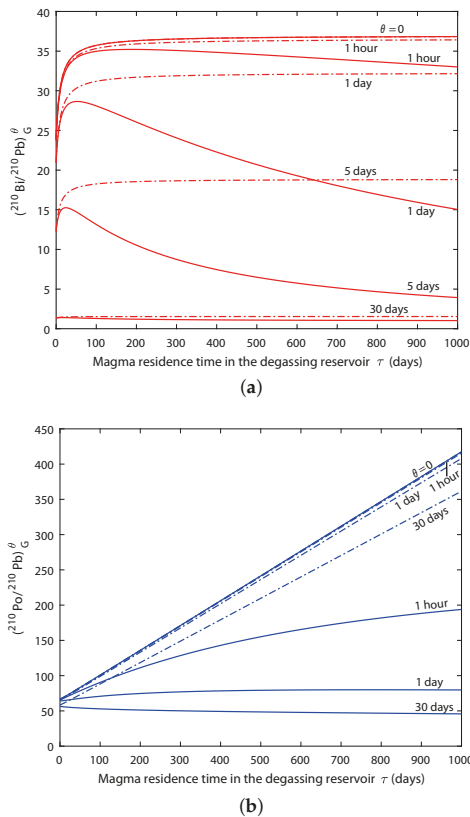 40
35
30
25
20
15
10
5
0
(²¹⁰Bi/²¹⁰Pb)_G^θ
θ=0
1 hour
1 hour
1 day
5 days
1 day
5 days
30 days
0 100 200 300 400 500 600 700 800 900 1000
Magma residence time in the degassing reservoir τ (days)
(a)
450
400
350
300
250
200
150
100
50
0
(²¹⁰Po/²¹⁰Pb)_G^θ
θ=0
1 hour
1 day
30 days
1 hour
1 day
30 days
0 100 200 300 400 500 600 700 800 900 1000
Magma residence time in the degassing reservoir τ (days)
(b)